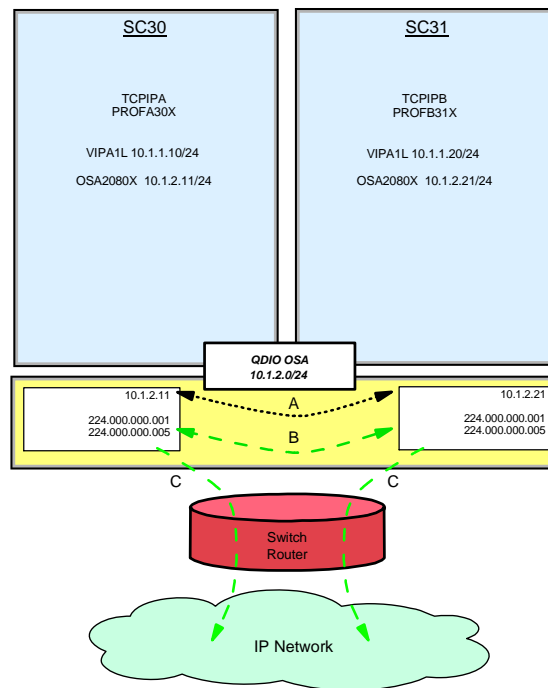 SC30
TCPIPA
PROFA30X
VIPA1L 10.1.1.10/24
OSA2080X 10.1.2.11/24
SC31
TCPIPB
PROFB31X
VIPA1L 10.1.1.20/24
OSA2080X 10.1.2.21/24
QDIO OSA
10.1.2.0/24
10.1.2.11
224.000.000.001
224.000.000.005
A
B
10.1.2.21
224.000.000.001
224.000.000.005
C
C
Switch
Router
IP Network